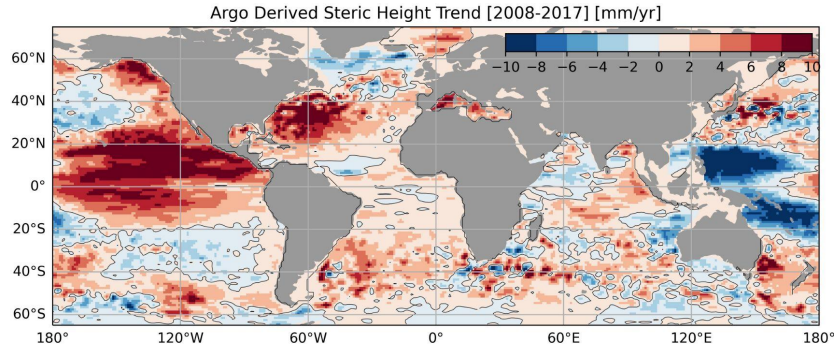 Argo Derived Steric Height Trend [2008-2017] [mm/yr]
−10 −8 −6 −4 −2 0 2 4 6 8 10
60°N
40°N
20°N
0°
20°S
40°S
60°S
180° 120°W 60°W 0° 60°E 120°E 180°